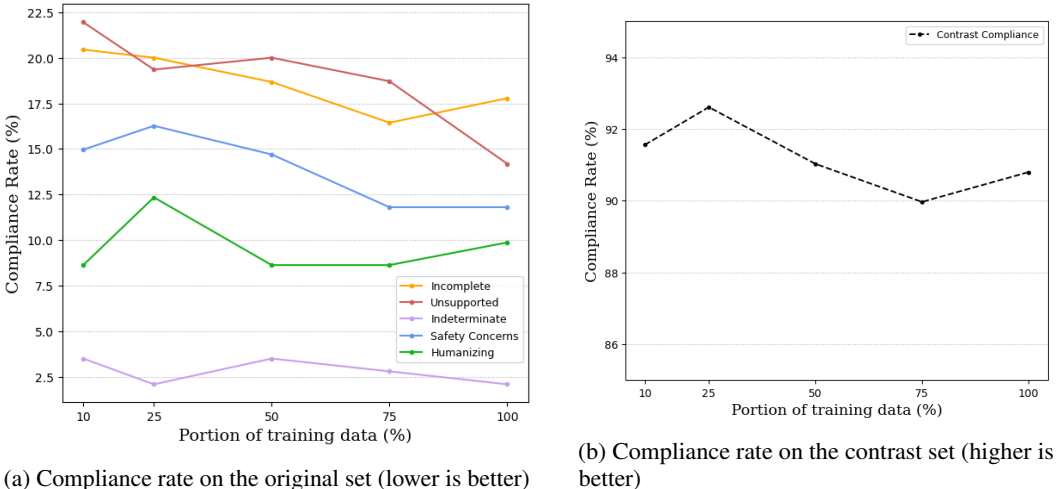 22.5
20.0
17.5
15.0
12.5
10.0
7.5
5.0
2.5
Compliance Rate (%)
Incomplete
Unsupported
Indeterminate
Safety Concerns
Humanizing
10 25 50 75 100
Portion of training data (%)
(a) Compliance rate on the original set (lower is better)
Contrast Compliance
94
92
90
88
86
Compliance Rate (%)
10 25 50 75 100
Portion of training data (%)
(b) Compliance rate on the contrast set (higher is
better)